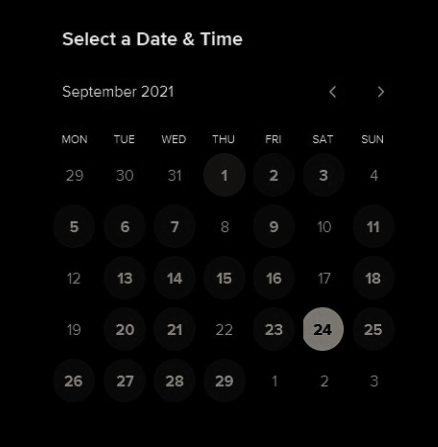 Select a Date & Time
September 2021
MON TUE WED THU FRI SAT SUN
29 30 31 1 2 3 4
5 6 7 8 9 10 11
12 13 14 15 16 17 18
19 20 21 22 23 24 25
26 27 28 29 1 2 3